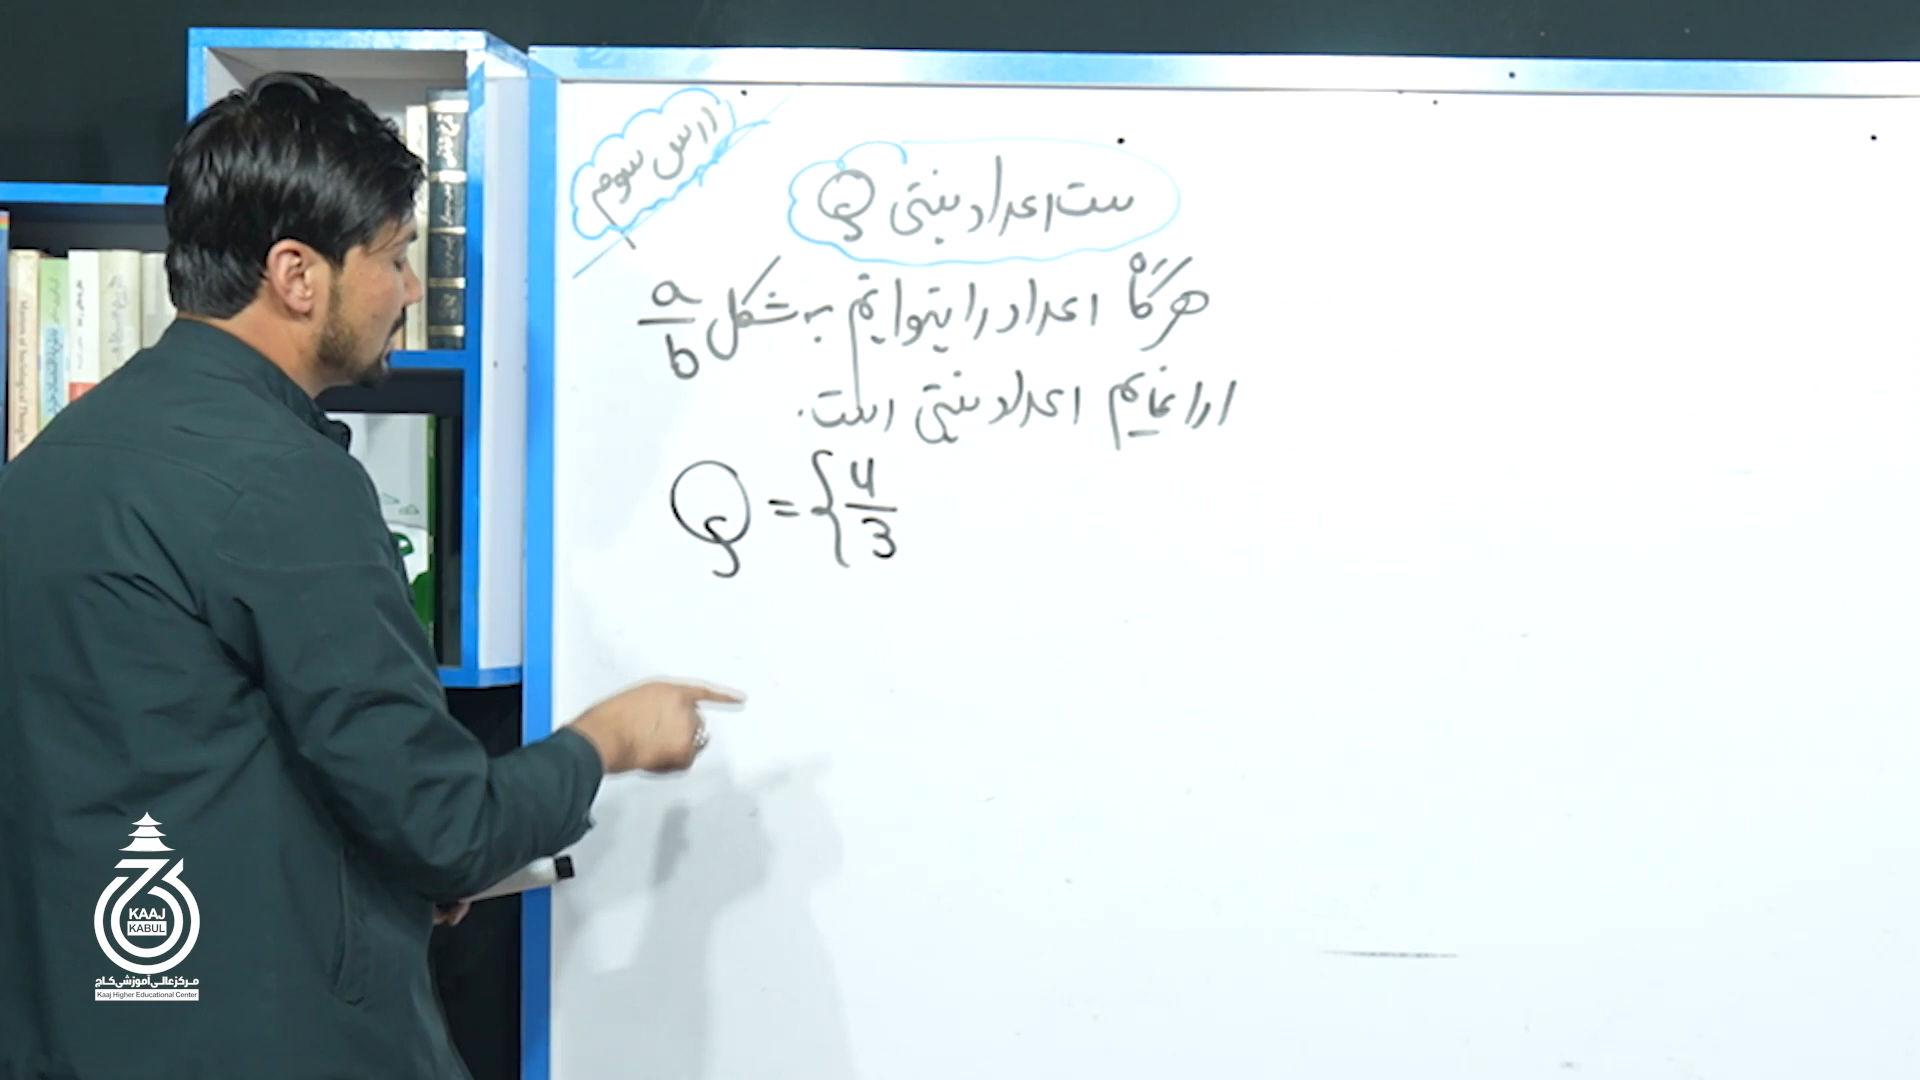 درس سوم
ست اعداد نسبتی Q
هرگاه اعداد را بتوانیم به شکل a/b
ارائه نمایم اعداد نسبتی است.
Q = { 4/3
KAAJ
KABUL
مرکز عالی آموزشی کاج
Kaaj Higher Educational Center